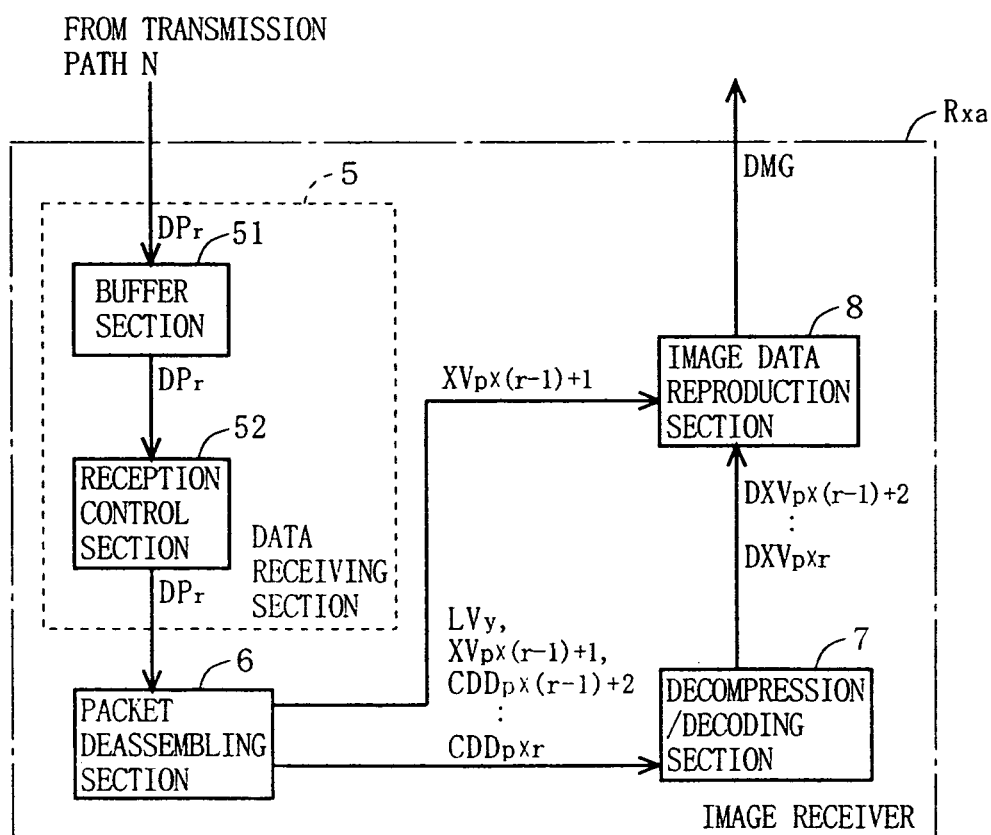 FROM TRANSMISSION
PATH N
Rxa
DMG
5
DPr
51
BUFFER
SECTION
DPr
52
RECEPTION
CONTROL
SECTION
DATA
RECEIVING
SECTION
DPr
6
PACKET
DEASSEMBLING
SECTION
XVp×(r-1)+1
8
IMAGE DATA
REPRODUCTION
SECTION
DXVp×(r-1)+2
⋮
DXVp×r
LVy,
XVp×(r-1)+1,
CDDp×(r-1)+2
⋮
CDDp×r
7
DECOMPRESSION
/DECODING
SECTION
IMAGE RECEIVER